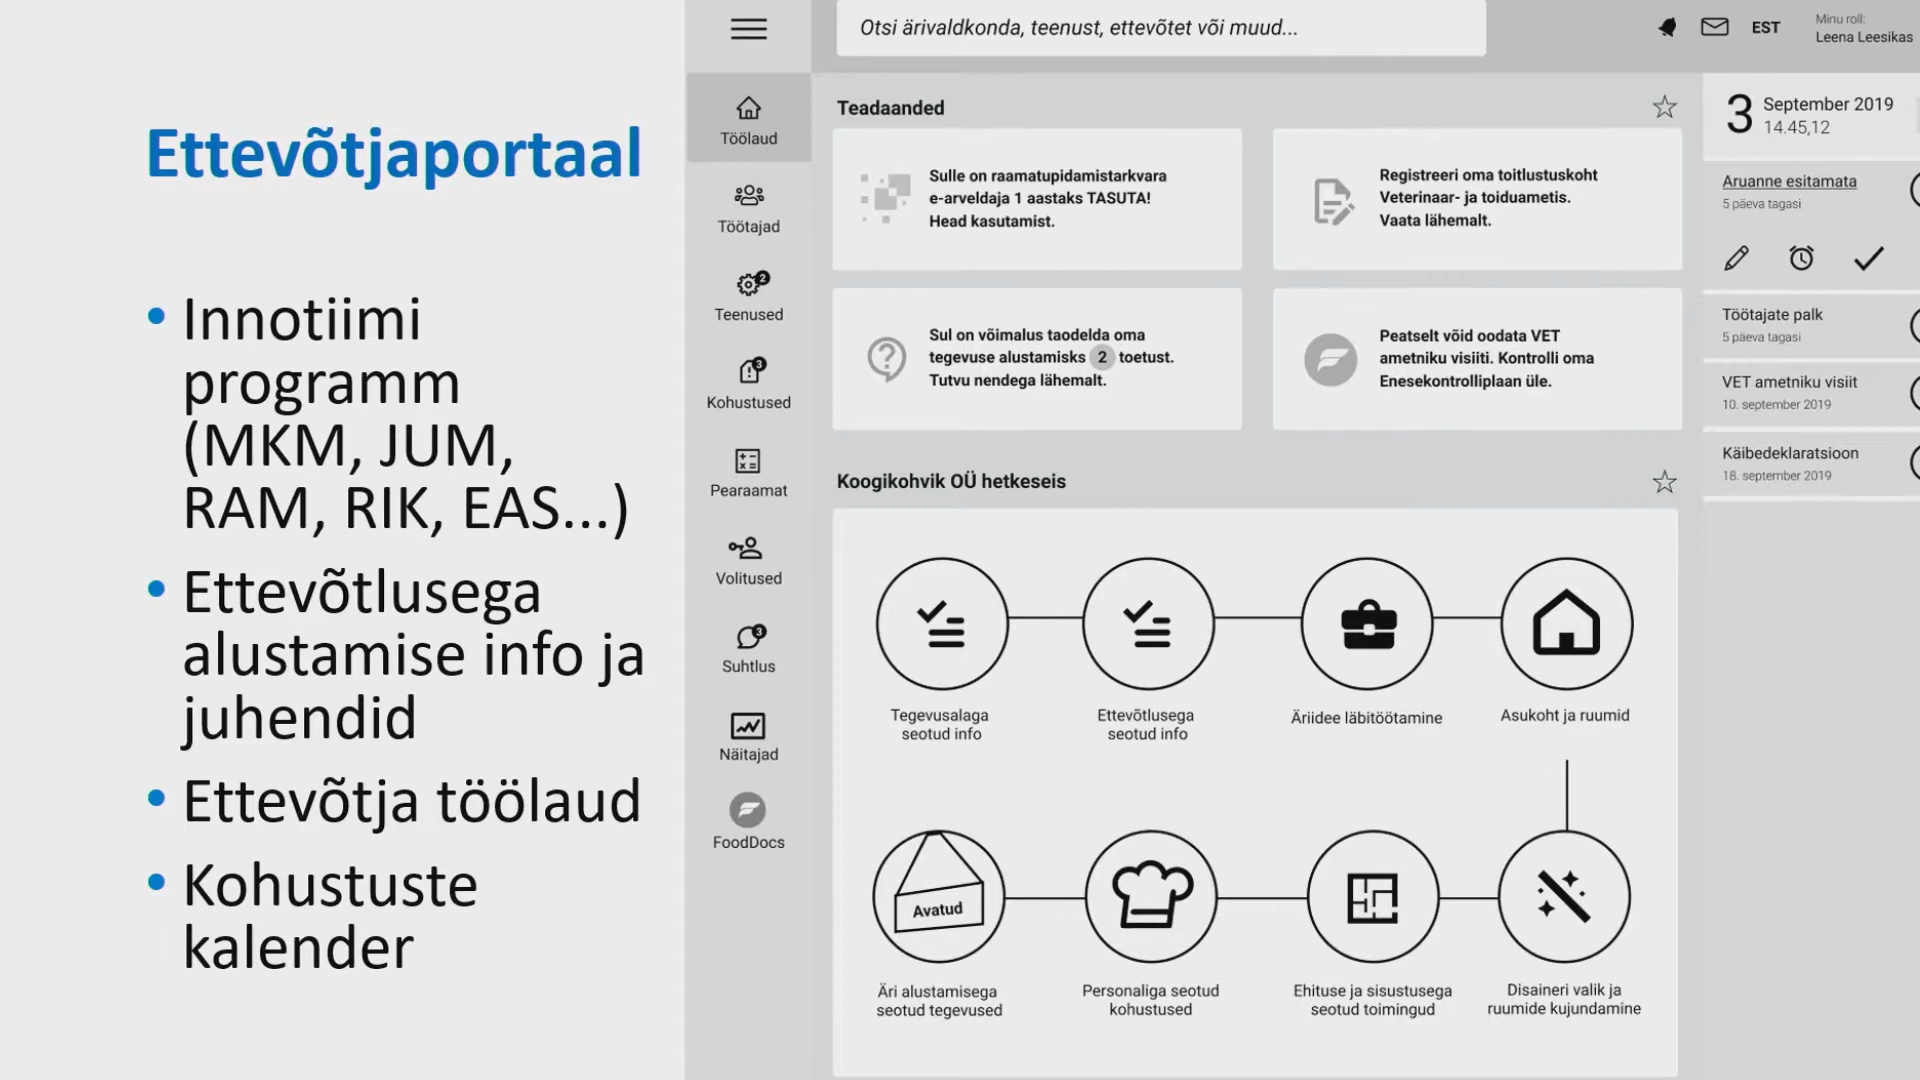 Ettevõtjaportaal
• Innotiimi
programm
(MKM, JUM,
RAM, RIK, EAS...)
• Ettevõtlusega
alustamise info ja
juhendid
• Ettevõtja töölaud
• Kohustuste
kalender
Otsi ärivaldkonda, teenust, ettevõtet või muud...
EST
Minu roll:
Leena Leesikas
Töölaud
Töötajad
2
Teenused
3
Kohustused
Pearaamat
Volitused
3
Suhtlus
Näitajad
FoodDocs
Teadaanded
Sulle on raamatupidamistarkvara
e-arveldaja 1 aastaks TASUTA!
Head kasutamist.
Registreeri oma toitlustuskoht
Veterinaar- ja toiduametis.
Vaata lähemalt.
Sul on võimalus taodelda oma
tegevuse alustamisks 2 toetust.
Tutvu nendega lähemalt.
Peatselt võid oodata VET
ametniku visiiti. Kontrolli oma
Enesekontrolliplaan üle.
Koogikohvik OÜ hetkeseis
Tegevusalaga
seotud info
Ettevõtlusega
seotud info
Äriidee läbitöötamine
Asukoht ja ruumid
Avatud
Äri alustamisega
seotud tegevused
Personaliga seotud
kohustused
Ehituse ja sisustusega
seotud toimingud
Disaineri valik ja
ruumide kujundamine
3 September 2019
14.45,12
Aruanne esitamata
5 päeva tagasi
Töötajate palk
5 päeva tagasi
VET ametniku visiit
10. september 2019
Käibedeklaratsioon
18. september 2019